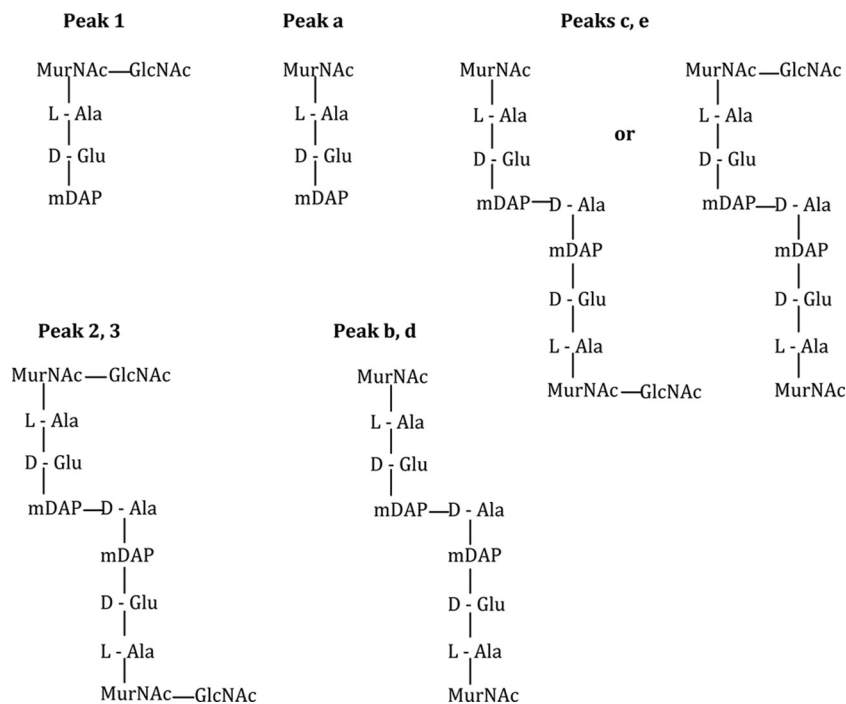 Peak 1
MurNAc—GlcNAc
L - Ala
D - Glu
mDAP
Peak a
MurNAc
L - Ala
D - Glu
mDAP
Peaks c, e
MurNAc
L - Ala
D - Glu
mDAP—D - Ala
mDAP
D - Glu
L - Ala
MurNAc—GlcNAc
or
MurNAc—GlcNAc
L - Ala
D - Glu
mDAP—D - Ala
mDAP
D - Glu
L - Ala
MurNAc
Peak 2, 3
MurNAc—GlcNAc
L - Ala
D - Glu
mDAP—D - Ala
mDAP
D - Glu
L - Ala
MurNAc—GlcNAc
Peak b, d
MurNAc
L - Ala
D - Glu
mDAP—D - Ala
mDAP
D - Glu
L - Ala
MurNAc